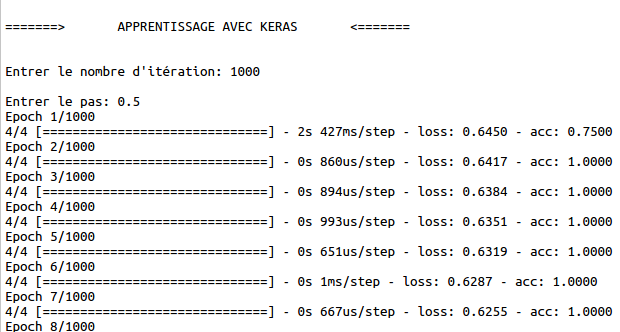 =======>       APPRENTISSAGE AVEC KERAS       <=======
Entrer le nombre d'itération: 1000
Entrer le pas: 0.5
Epoch 1/1000
4/4 [==============================] - 2s 427ms/step - loss: 0.6450 - acc: 0.7500
Epoch 2/1000
4/4 [==============================] - 0s 860us/step - loss: 0.6417 - acc: 1.0000
Epoch 3/1000
4/4 [==============================] - 0s 894us/step - loss: 0.6384 - acc: 1.0000
Epoch 4/1000
4/4 [==============================] - 0s 993us/step - loss: 0.6351 - acc: 1.0000
Epoch 5/1000
4/4 [==============================] - 0s 651us/step - loss: 0.6319 - acc: 1.0000
Epoch 6/1000
4/4 [==============================] - 0s 1ms/step - loss: 0.6287 - acc: 1.0000
Epoch 7/1000
4/4 [==============================] - 0s 667us/step - loss: 0.6255 - acc: 1.0000
Epoch 8/1000